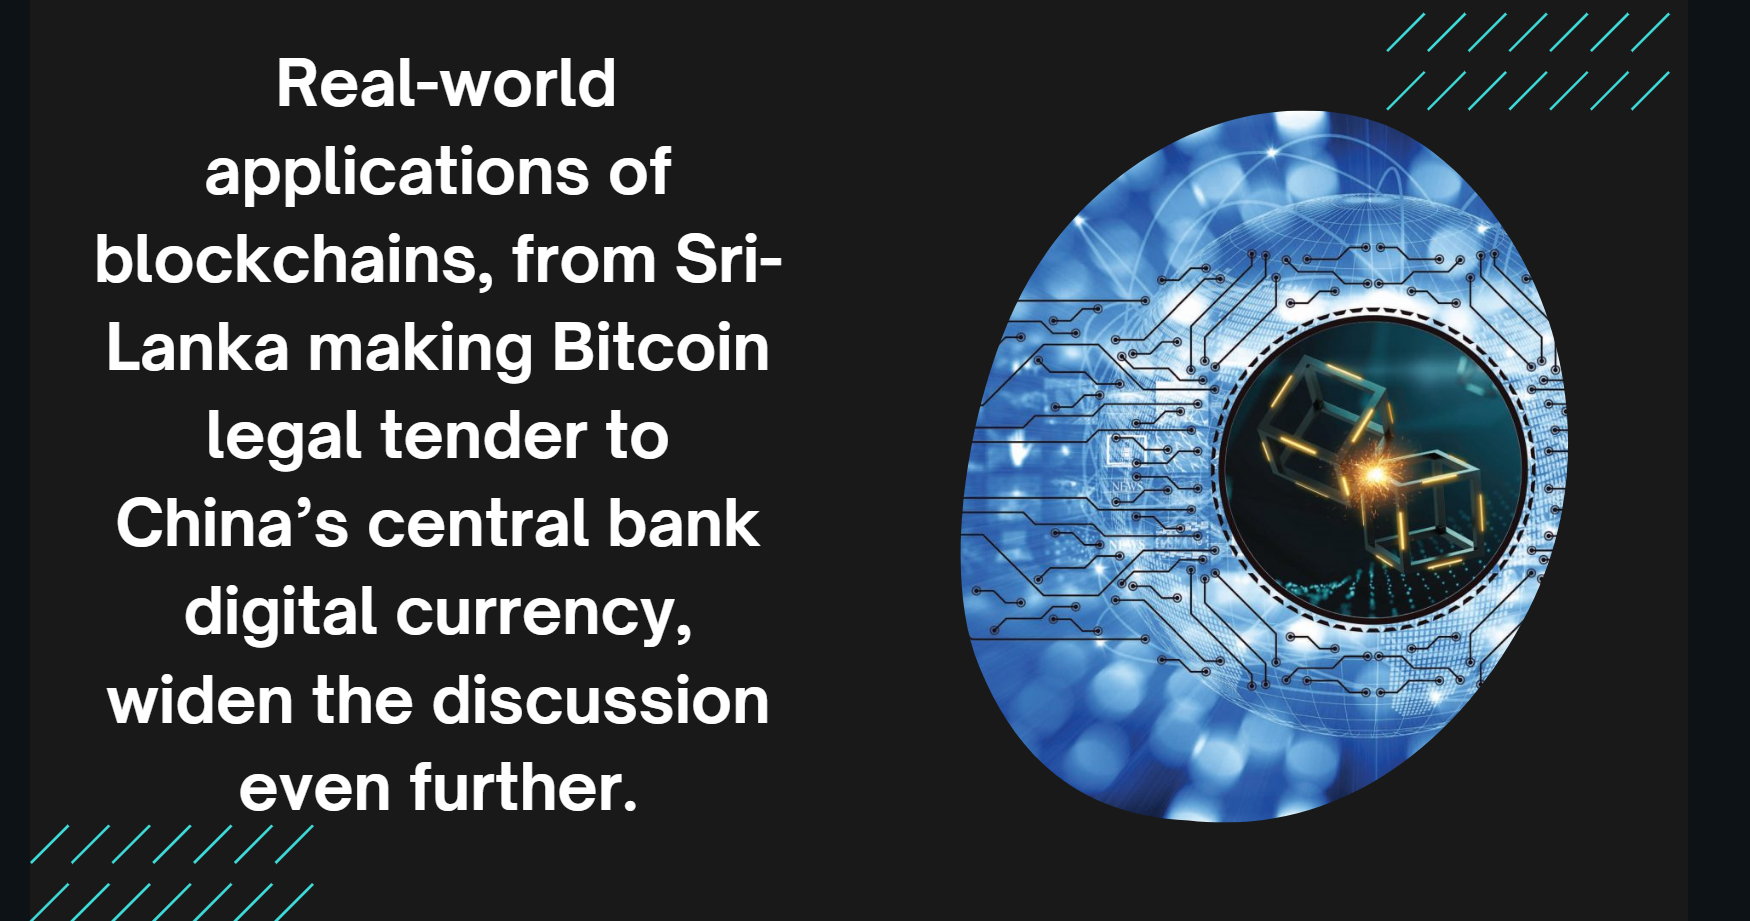 Real-world
applications of
blockchains, from Sri-
Lanka making Bitcoin
legal tender to
China’s central bank
digital currency,
widen the discussion
even further.
NEWS